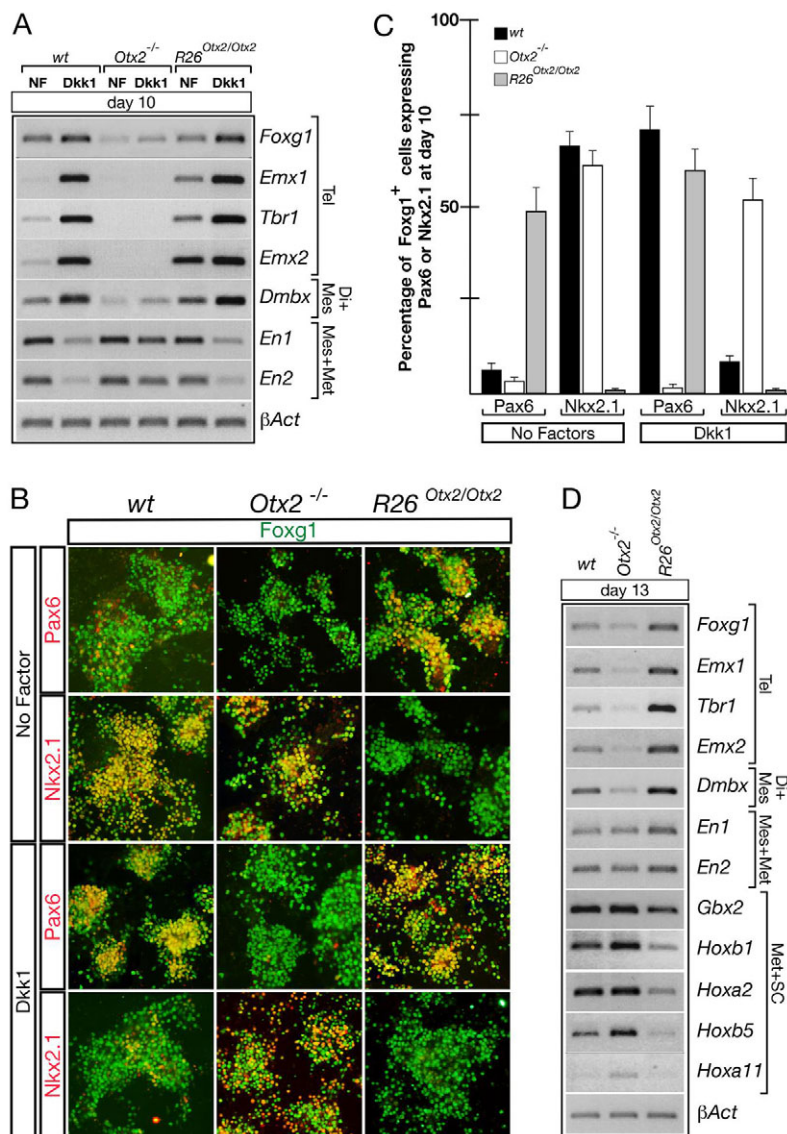 A
wt Otx2-/- R26Otx2/Otx2
NF Dkk1 NF Dkk1 NF Dkk1
day 10
Foxg1
Emx1
Tbr1
Emx2
Tel
Dmbx
Di+
Mes
En1
En2
Mes+Met
βAct
C
wt
Otx2-/-
R26Otx2/Otx2
Percentage of Foxg1+ cells expressing
Pax6 or Nkx2.1 at day 10
50
Pax6 Nkx2.1 Pax6 Nkx2.1
No Factors Dkk1
B
wt Otx2 -/- R26 Otx2/Otx2
Foxg1
No Factor
Pax6
Nkx2.1
Dkk1
Pax6
Nkx2.1
D
wt
Otx2-/-
R26Otx2/Otx2
day 13
Foxg1
Emx1
Tbr1
Emx2
Tel
Dmbx
Di+
Mes
En1
En2
Mes+Met
Gbx2
Hoxb1
Hoxa2
Hoxb5
Hoxa11
Met+SC
βAct